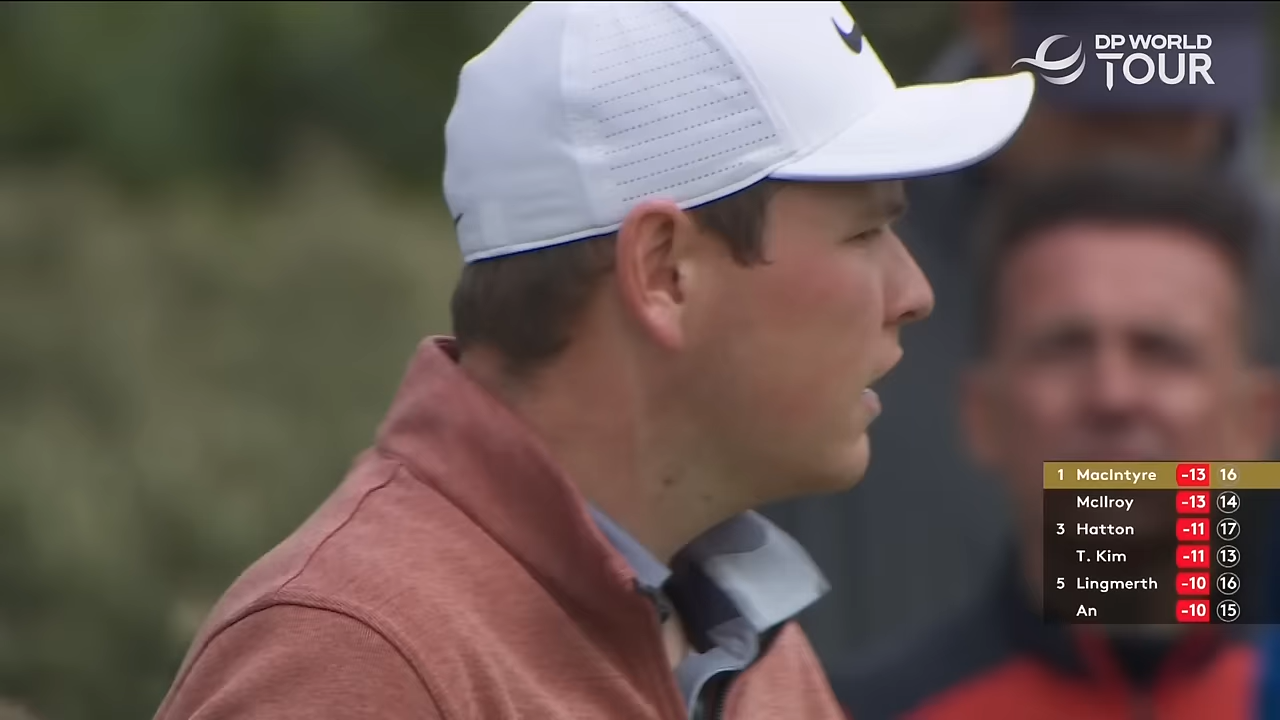 DP WORLD
TOUR
1 MacIntyre -13 16
McIlroy -13 14
3 Hatton -11 17
T. Kim -11 13
5 Lingmerth -10 16
An -10 15